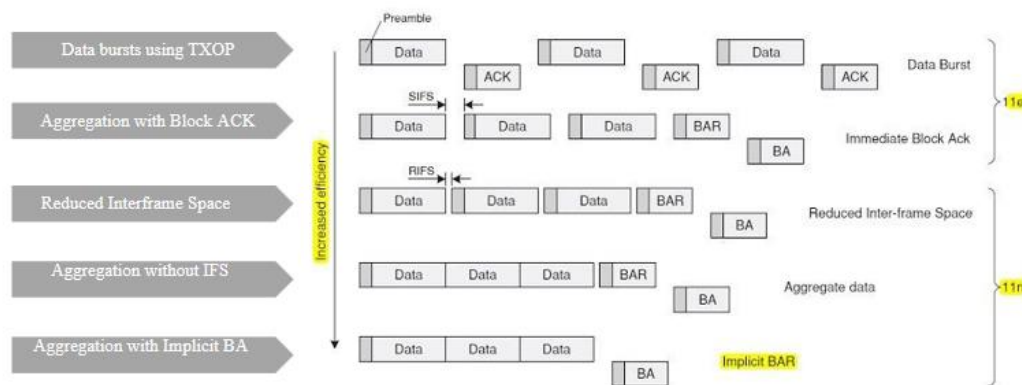 Preamble
Data bursts using TXOP
Data Data Data
Data Burst
ACK ACK ACK
11e
SIFS
Aggregation with Block ACK
Data Data Data BAR
Immediate Block Ack
BA
Increased efficiency
RIFS
Reduced Interframe Space
Data Data Data BAR
Reduced Inter-frame Space
BA
Aggregation without IFS
Data Data Data BAR
Aggregate data
BA
11n
Aggregation with Implicit BA
Data Data Data
Implicit BAR
BA